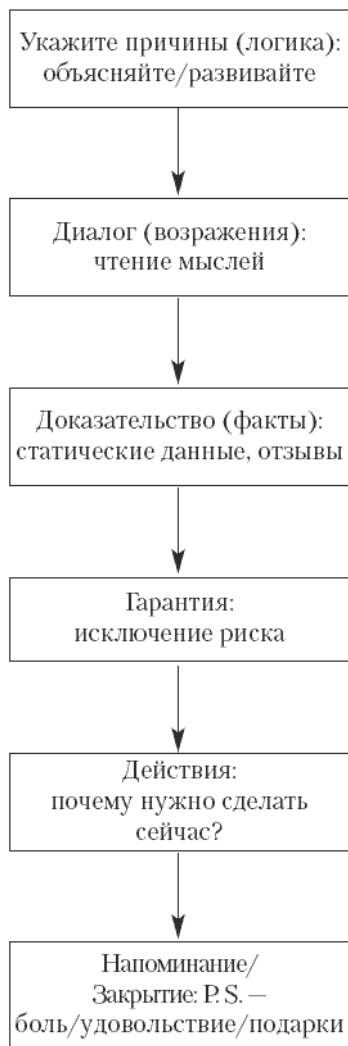 Укажите причины (логика):
объясняйте/развивайте
Диалог (возражения):
чтение мыслей
Доказательство (факты):
статические данные, отзывы
Гарантия:
исключение риска
Действия:
почему нужно сделать
сейчас?
Напоминание/
Закрытие: P. S. —
боль/удовольствие/подарки